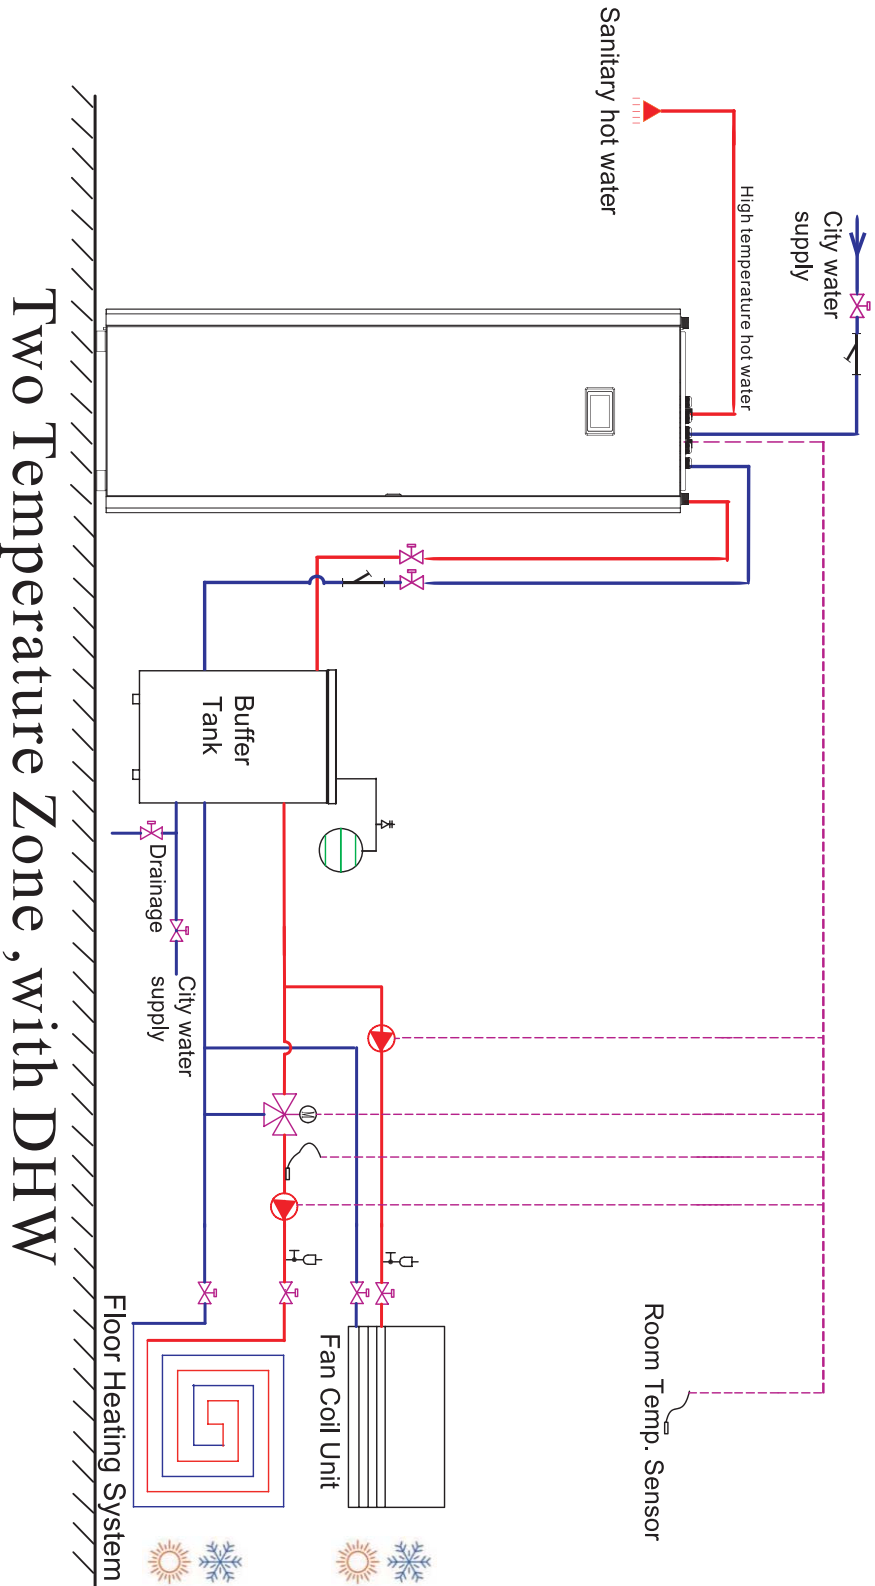 Sanitary hot water
High temperature hot water
City water
supply
Buffer
Tank
Drainage
City water
supply
M
Room Temp. Sensor
Fan Coil Unit
Floor Heating System
Two Temperature Zone ,with DHW